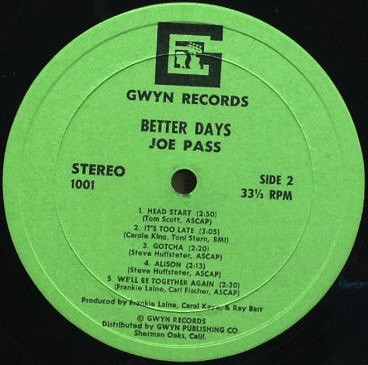 GWYN RECORDS
BETTER DAYS
JOE PASS
STEREO
1001
SIDE 2
33⅓ RPM
1. HEAD START (2:50)
(Tom Scott, ASCAP)
2. IT'S TOO LATE (3:05)
(Carole King, Toni Stern, BMI)
3. GOTCHA (2:20)
(Steve Huffsteter, ASCAP)
4. ALISON (2:13)
(Steve Huffsteter, ASCAP)
5. WE'LL BE TOGETHER AGAIN (2:30)
(Frankie Laine, Carl Fischer, ASCAP)
Produced by Frankie Laine, Carol Kaye, & Ray Barr
© GWYN RECORDS
Distributed by GWYN PUBLISHING CO
Sherman Oaks, Calif.